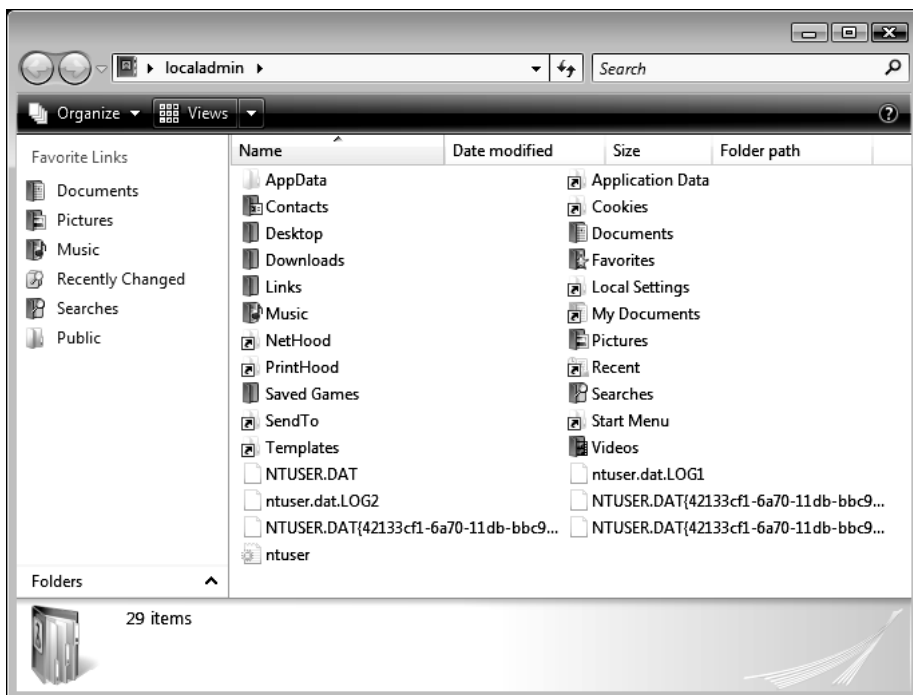 localadmin
Search
Organize Views
Favorite Links
Documents
Pictures
Music
Recently Changed
Searches
Public
Folders
Name Date modified Size Folder path
AppData Application Data
Contacts Cookies
Desktop Documents
Downloads Favorites
Links Local Settings
Music My Documents
NetHood Pictures
PrintHood Recent
Saved Games Searches
SendTo Start Menu
Templates Videos
NTUSER.DAT ntuser.dat.LOG1
ntuser.dat.LOG2 NTUSER.DAT{42133cf1-6a70-11db-bbc9...
NTUSER.DAT{42133cf1-6a70-11db-bbc9... NTUSER.DAT{42133cf1-6a70-11db-bbc9...
ntuser
29 items